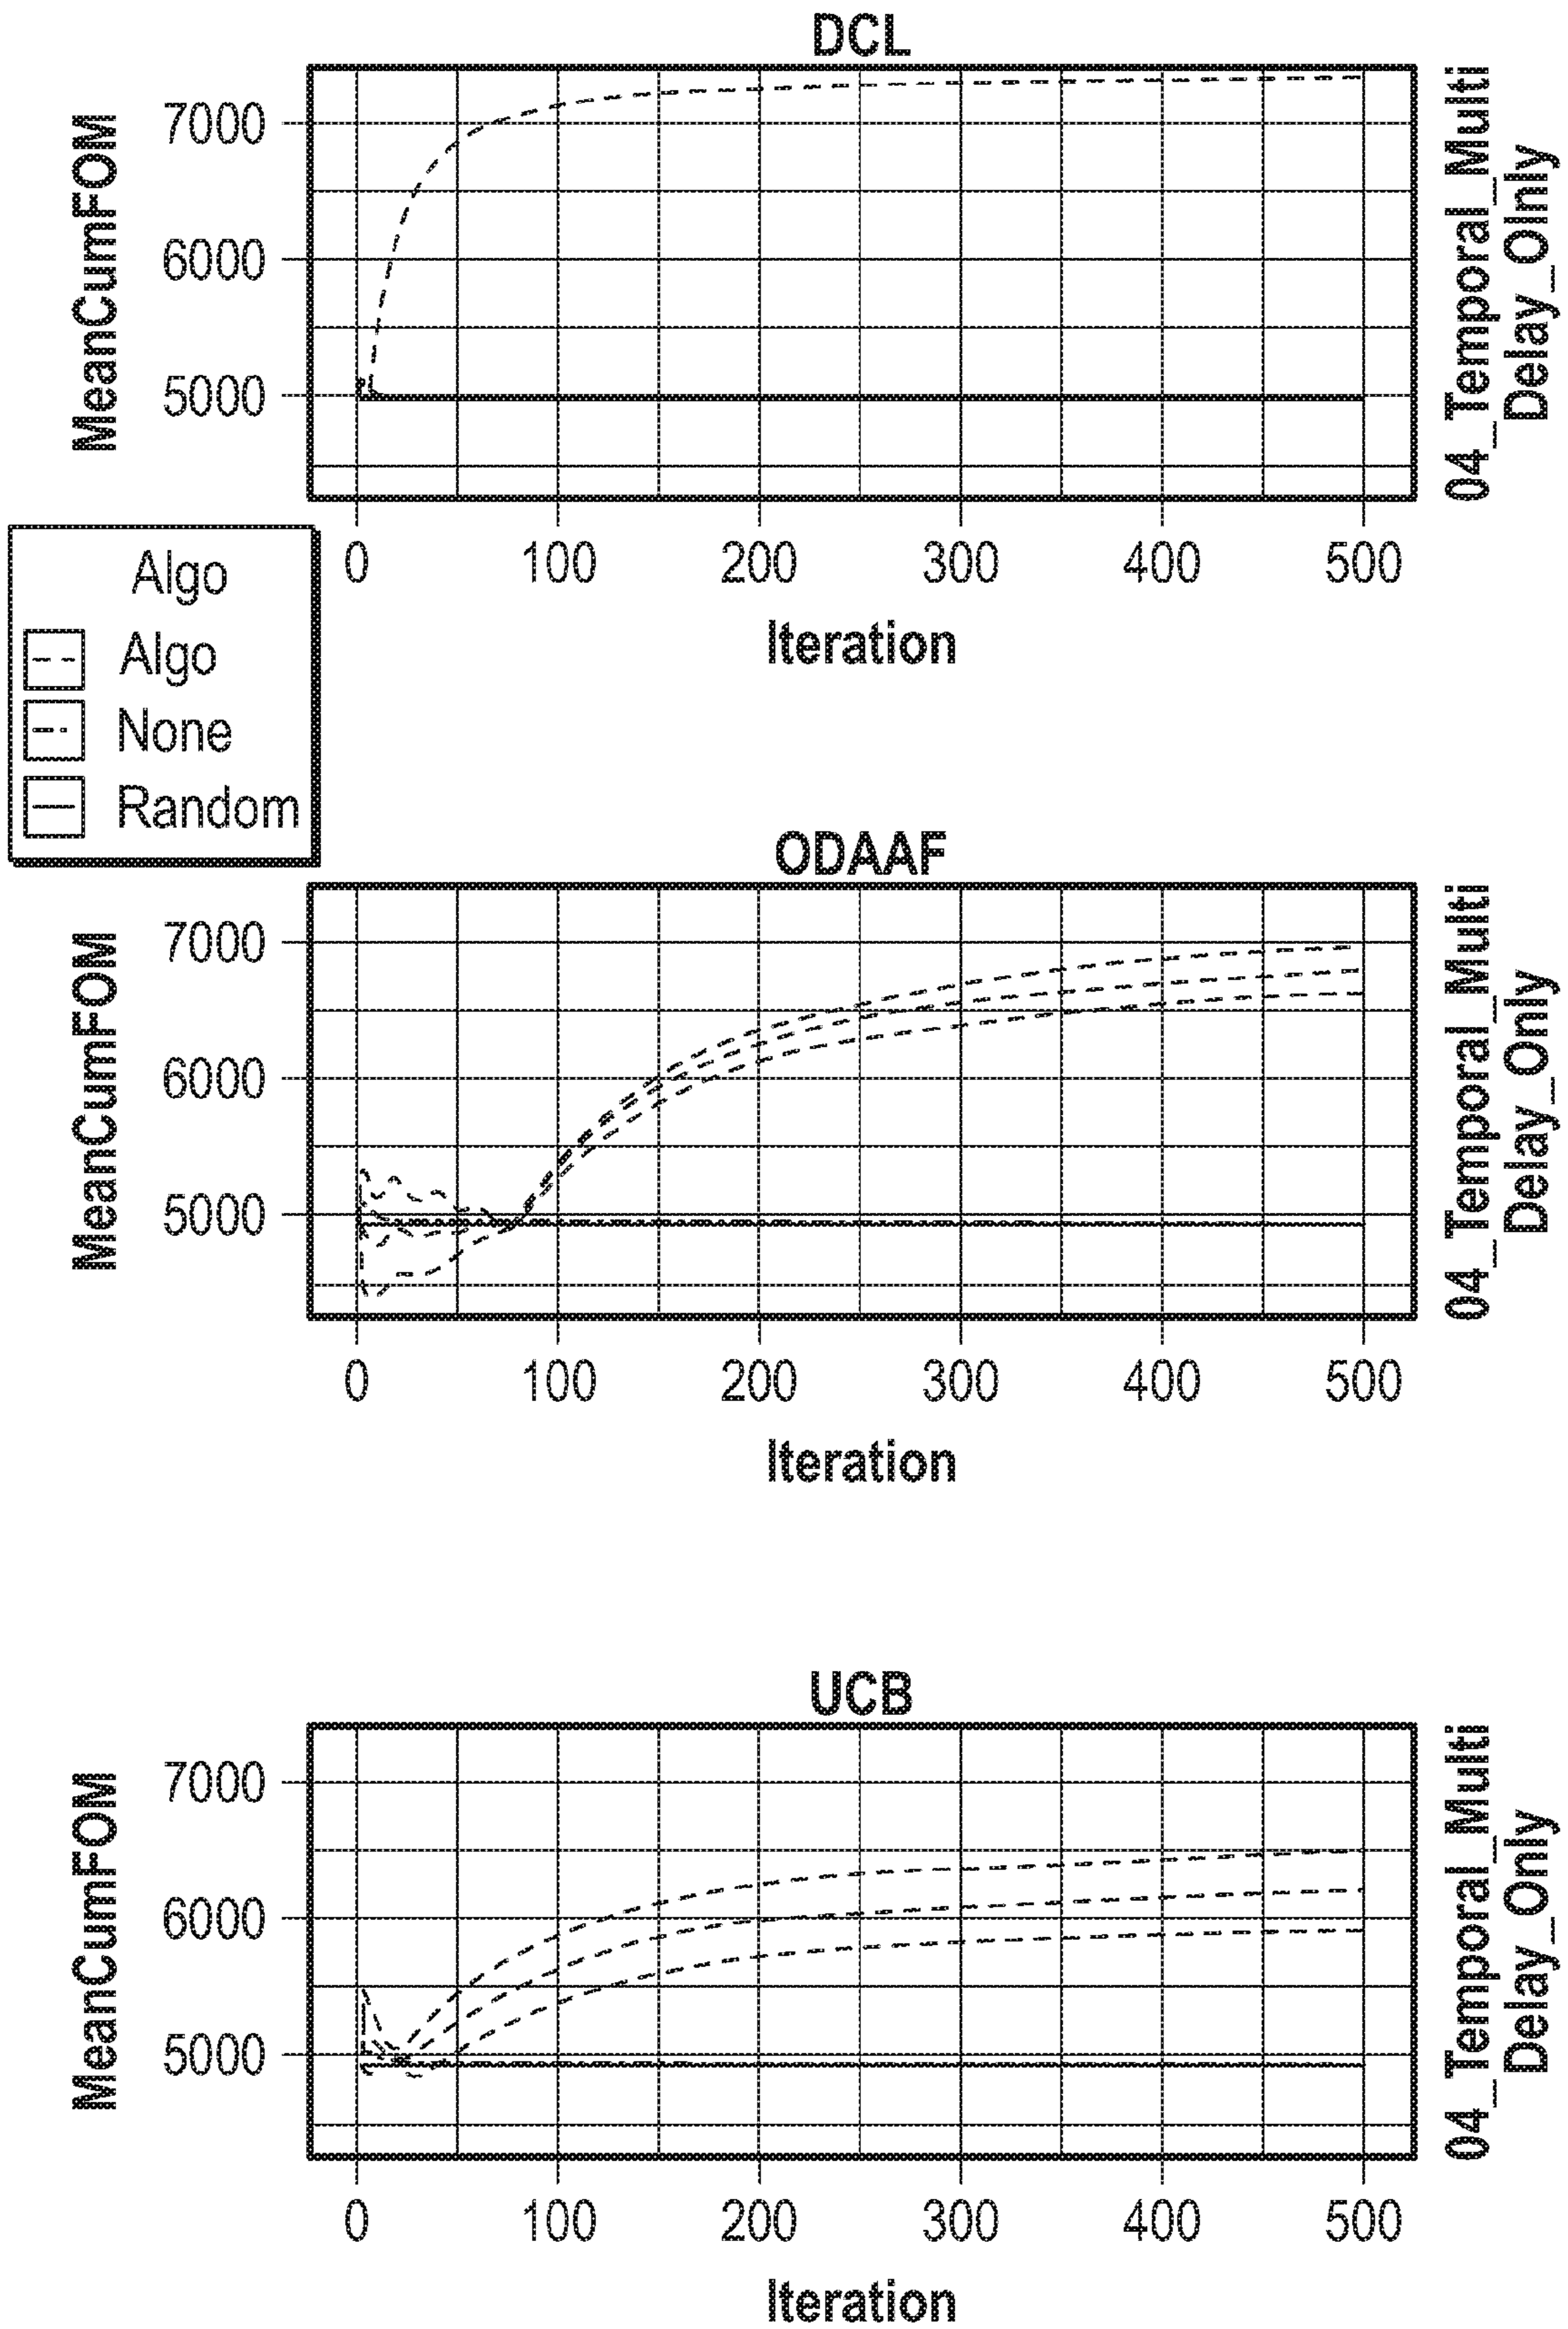 DCL
MeanCumFOM
7000
6000
5000
0 100 200 300 400 500
Iteration
04_Temporal_Multi
Delay_Olnly
Algo
Algo
None
Random
ODAAF
MeanCumFOM
7000
6000
5000
0 100 200 300 400 500
Iteration
04_Temporal_Multi
Delay_Only
UCB
MeanCumFOM
7000
6000
5000
0 100 200 300 400 500
Iteration
04_Temporal_Multi
Delay_Only